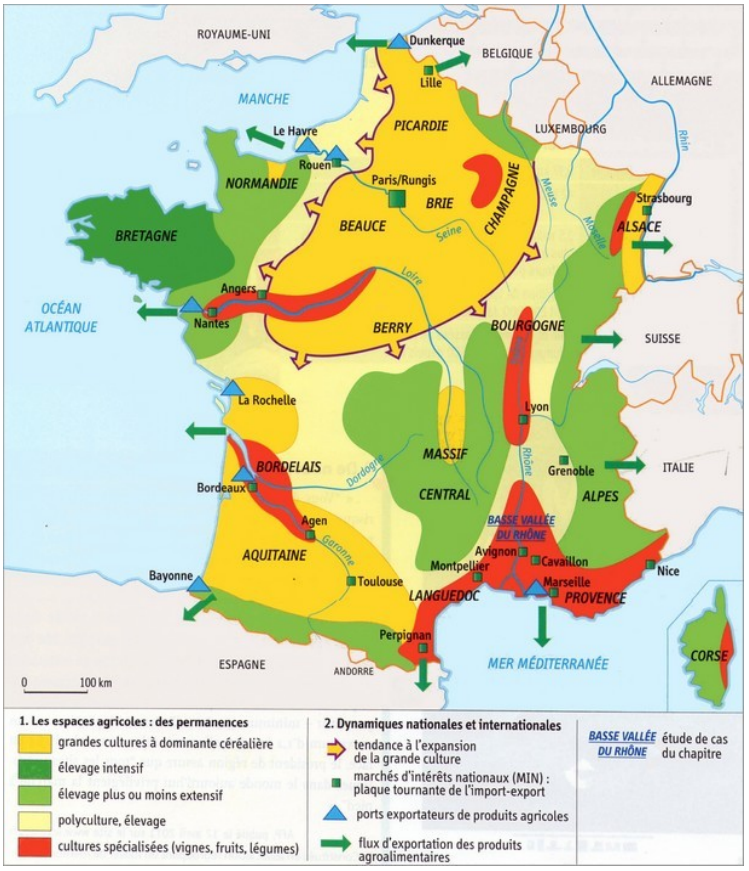 ROYAUME-UNI
Dunkerque
BELGIQUE
Lille
ALLEMAGNE
MANCHE
Le Havre
PICARDIE
LUXEMBOURG
Rhin
Rouen
NORMANDIE
Paris/Rungis
BRIE
CHAMPAGNE
Meuse
Moselle
Strasbourg
ALSACE
BRETAGNE
BEAUCE
Seine
OCÉAN
ATLANTIQUE
Angers
Nantes
Loire
BERRY
BOURGOGNE
SUISSE
La Rochelle
Lyon
BORDELAIS
Dordogne
MASSIF
CENTRAL
Rhône
Grenoble
ALPES
ITALIE
Bordeaux
Agen
AQUITAINE
Garonne
BASSE VALLÉE
DU RHÔNE
Avignon
Cavaillon
Montpellier
Marseille
Nice
Bayonne
Toulouse
LANGUEDOC
PROVENCE
Perpignan
ESPAGNE
ANDORRE
MER MÉDITERRANÉE
CORSE
0 100 km
1. Les espaces agricoles : des permanences
grandes cultures à dominante céréalière
élevage intensif
élevage plus ou moins extensif
polyculture, élevage
cultures spécialisées (vignes, fruits, légumes)
2. Dynamiques nationales et internationales
tendance à l'expansion
de la grande culture
marchés d'intérêts nationaux (MIN) :
plaque tournante de l'import-export
ports exportateurs de produits agricoles
flux d'exportation des produits
agroalimentaires
BASSE VALLÉE
DU RHÔNE
étude de cas
du chapitre